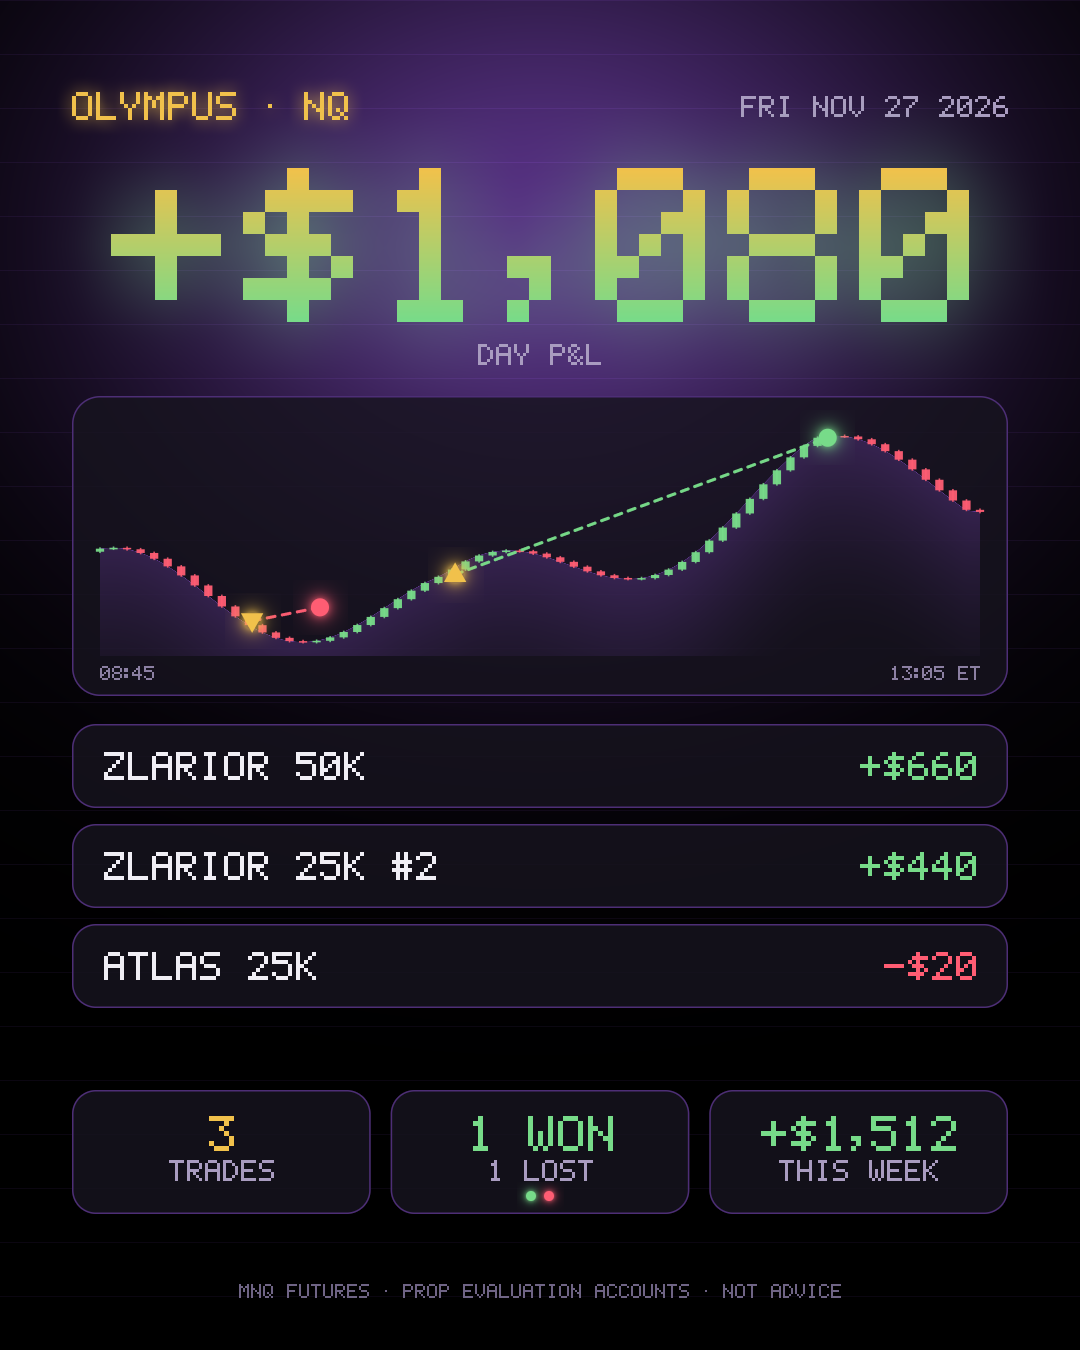 OLYMPUS · NQ
FRI NOV 27 2026
+$1,080
DAY P&L
08:45
13:05 ET
ZLARIOR 50K
+$660
ZLARIOR 25K #2
+$440
ATLAS 25K
−$20
3
TRADES
1 WON
1 LOST
+$1,512
THIS WEEK
MNQ FUTURES · PROP EVALUATION ACCOUNTS · NOT ADVICE